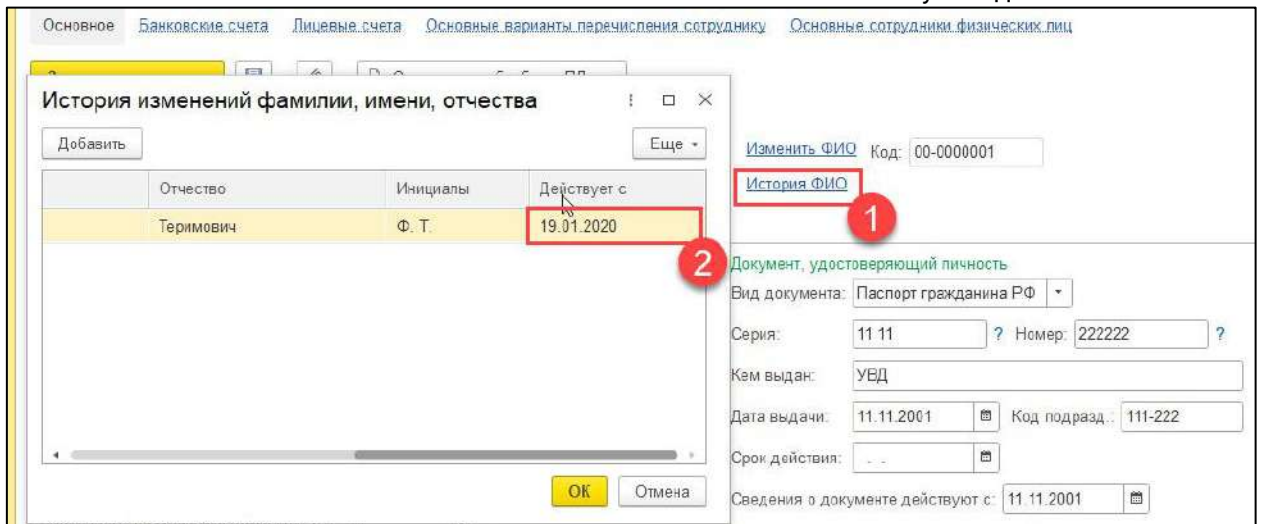 Основное Банковские счета Лицевые счета Основные варианты перечисления сотруднику Основные сотрудники физических лиц
История изменений фамилии, имени, отчества
Добавить Еще
Изменить ФИО Код: 00-0000001
История ФИО
1
Отчество Инициалы Действует с
Теримович Ф. Т. 19.01.2020
2
Документ, удостоверяющий личность
Вид документа: Паспорт гражданина РФ
Серия: 11 11 ? Номер: 222222 ?
Кем выдан: УВД
Дата выдачи: 11.11.2001 Код подразд.: 111-222
Срок действия: . .
ОК Отмена
Сведения о документе действуют с: 11.11.2001